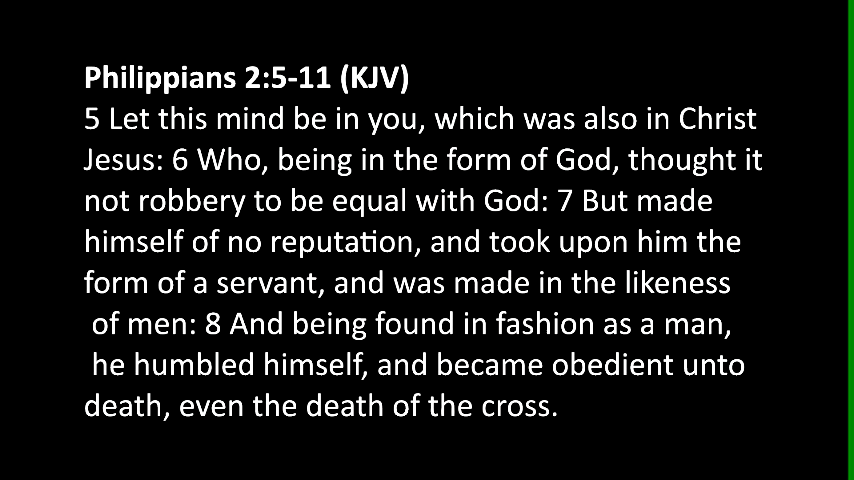 Philippians 2:5-11 (KJV)
5 Let this mind be in you, which was also in Christ
Jesus: 6 Who, being in the form of God, thought it
not robbery to be equal with God: 7 But made
himself of no reputation, and took upon him the
form of a servant, and was made in the likeness
of men: 8 And being found in fashion as a man,
he humbled himself, and became obedient unto
death, even the death of the cross.